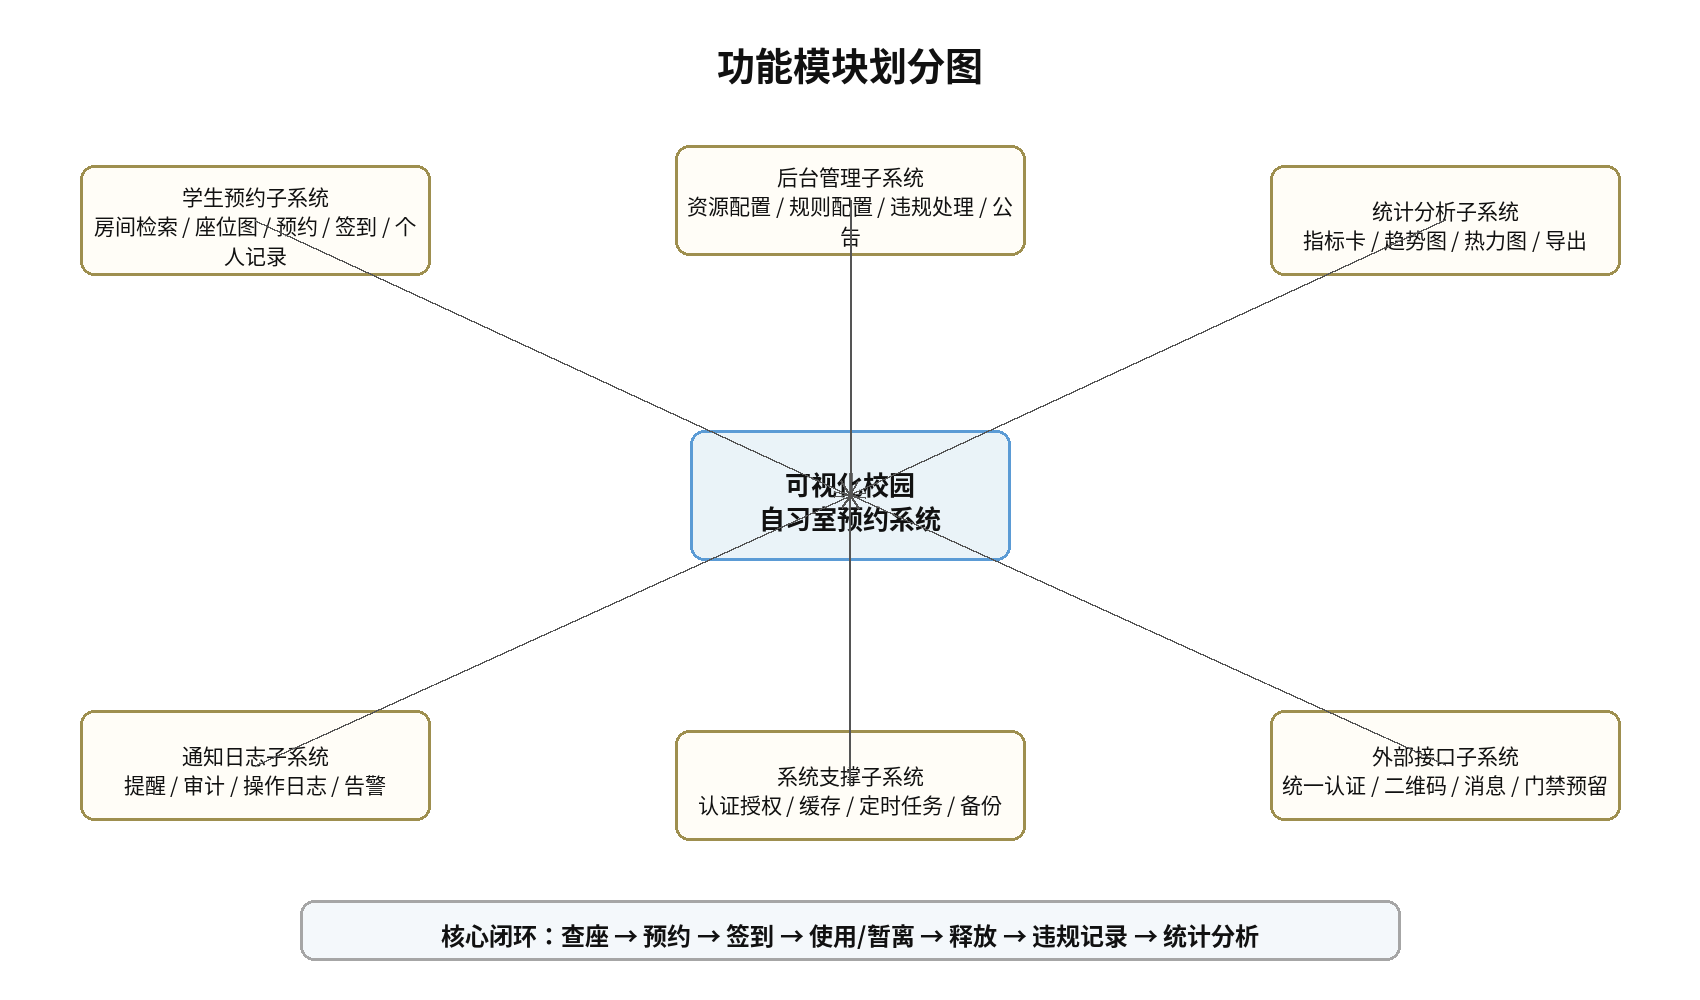 功能模块划分图
学生预约子系统
房间检索 / 座位图 / 预约 / 签到 / 个
人记录
后台管理子系统
资源配置 / 规则配置 / 违规处理 / 公
告
统计分析子系统
指标卡 / 趋势图 / 热力图 / 导出
可视化校园
自习室预约系统
通知日志子系统
提醒 / 审计 / 操作日志 / 告警
系统支撑子系统
认证授权 / 缓存 / 定时任务 / 备份
外部接口子系统
统一认证 / 二维码 / 消息 / 门禁预留
核心闭环：查座 → 预约 → 签到 → 使用/暂离 → 释放 → 违规记录 → 统计分析